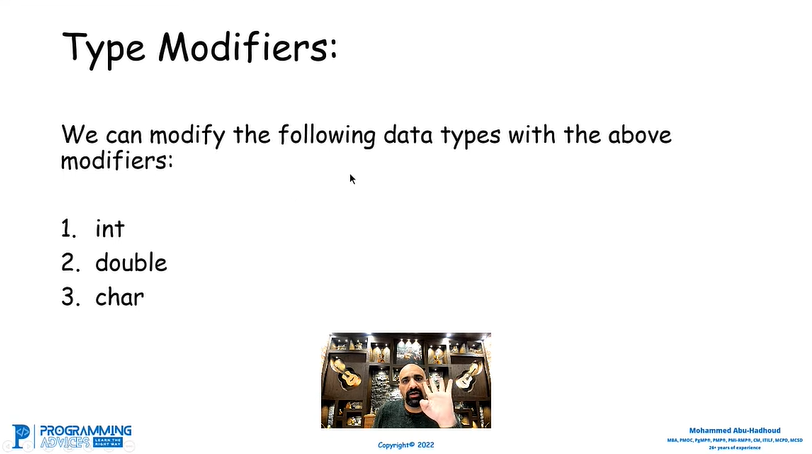 Type Modifiers:
We can modify the following data types with the above
modifiers:
1. int
2. double
3. char
PROGRAMMING
ADVICES LEARN THE RIGHT WAY
Copyright© 2022
Mohammed Abu-Hadhoud
MBA, PMOC, PgMP®, PMP®, PMI-RMP®, CM, ITILF, MCPD, MCSD
26+ years of experience